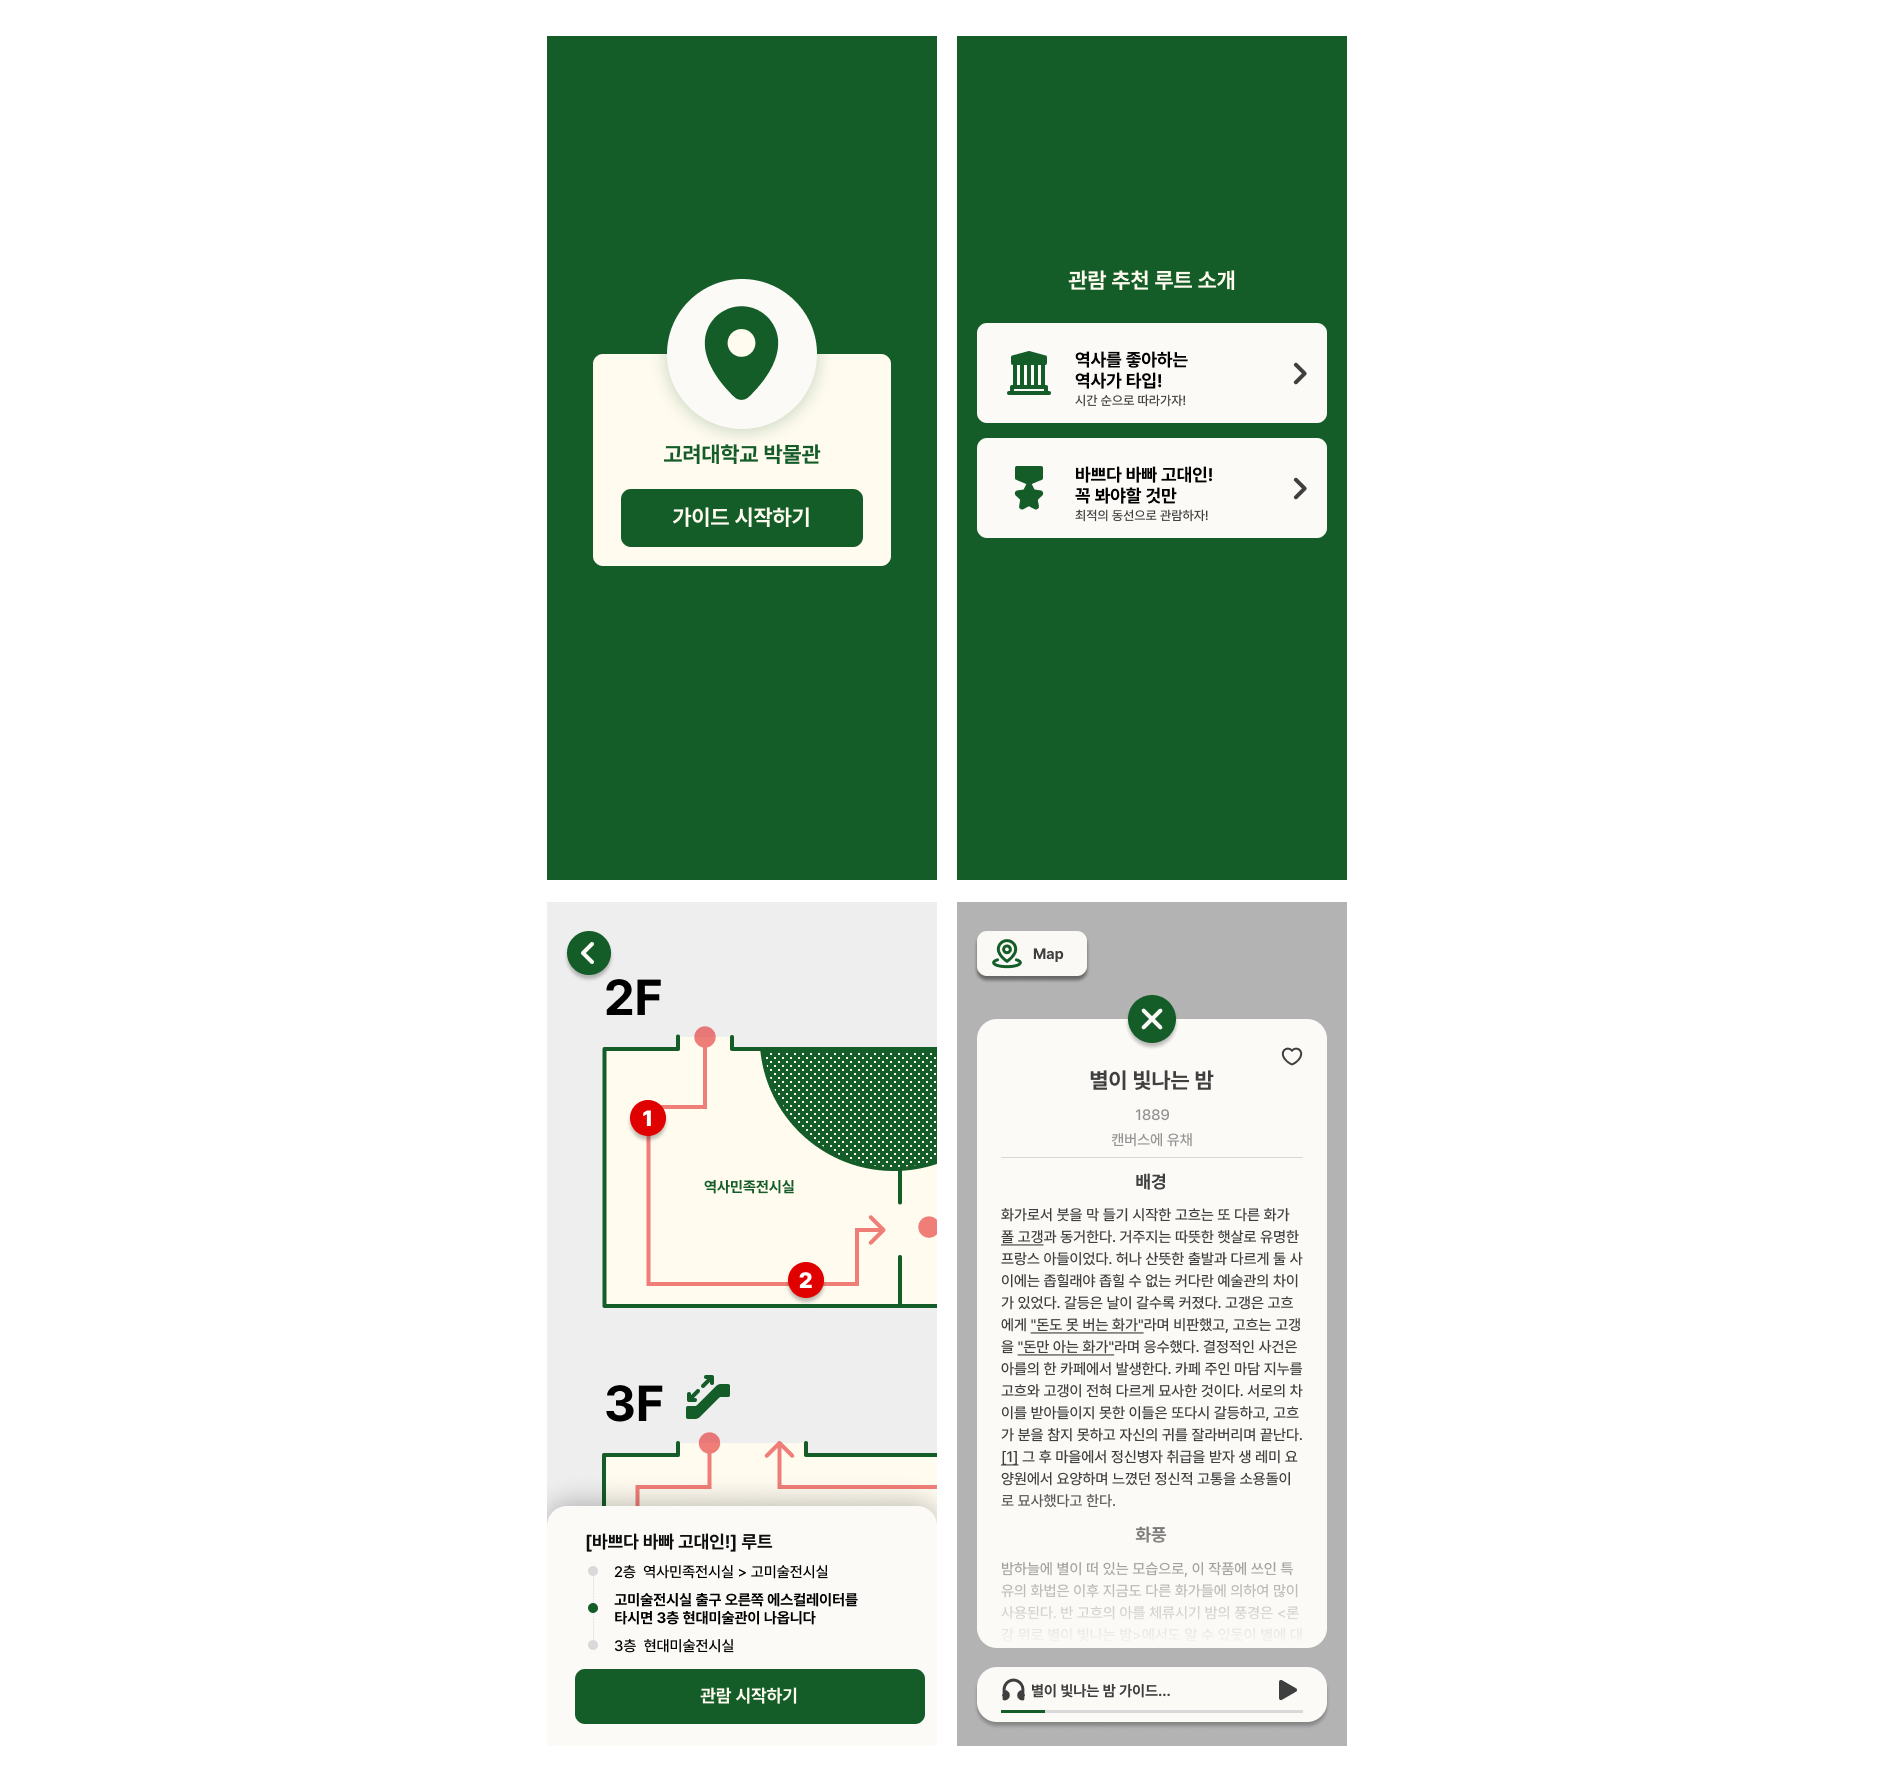 고려대학교 박물관
가이드 시작하기
관람 추천 루트 소개
역사를 좋아하는
역사가 타입!
시간 순으로 따라가자!
바쁘다 바빠 고대인!
꼭 봐야할 것만
최적의 동선으로 관람하자!
2F
1
역사민족전시실
2
3F
[바쁘다 바빠 고대인!] 루트
2층 역사민족전시실 > 고미술전시실
고미술전시실 출구 오른쪽 에스컬레이터를
타시면 3층 현대미술관이 나옵니다
3층 현대미술전시실
관람 시작하기
Map
별이 빛나는 밤
1889
캔버스에 유채
배경
화가로서 붓을 막 들기 시작한 고흐는 또 다른 화가
폴 고갱과 동거한다. 거주지는 따뜻한 햇살로 유명한
프랑스 아를이었다. 허나 산뜻한 출발과 다르게 둘 사
이에는 좁힐래야 좁힐 수 없는 커다란 예술관의 차이
가 있었다. 갈등은 날이 갈수록 커졌다. 고갱은 고흐
에게 "돈도 못 버는 화가"라며 비판했고, 고흐는 고갱
을 "돈만 아는 화가"라며 응수했다. 결정적인 사건은
아를의 한 카페에서 발생한다. 카페 주인 마담 지누를
고흐와 고갱이 전혀 다르게 묘사한 것이다. 서로의 차
이를 받아들이지 못한 이들은 또다시 갈등하고, 고흐
가 분을 참지 못하고 자신의 귀를 잘라버리며 끝난다.
[1] 그 후 마을에서 정신병자 취급을 받자 생 레미 요
양원에서 요양하며 느꼈던 정신적 고통을 소용돌이
로 묘사했다고 한다.
화풍
밤하늘에 별이 떠 있는 모습으로, 이 작품에 쓰인 특
유의 화법은 이후 지금도 다른 화가들에 의하여 많이
사용된다. 반 고흐의 아를 체류시기 밤의 풍경은 <론
강 위로 별이 빛나는 밤>에서도 알 수 있듯이 별에 대
별이 빛나는 밤 가이드...